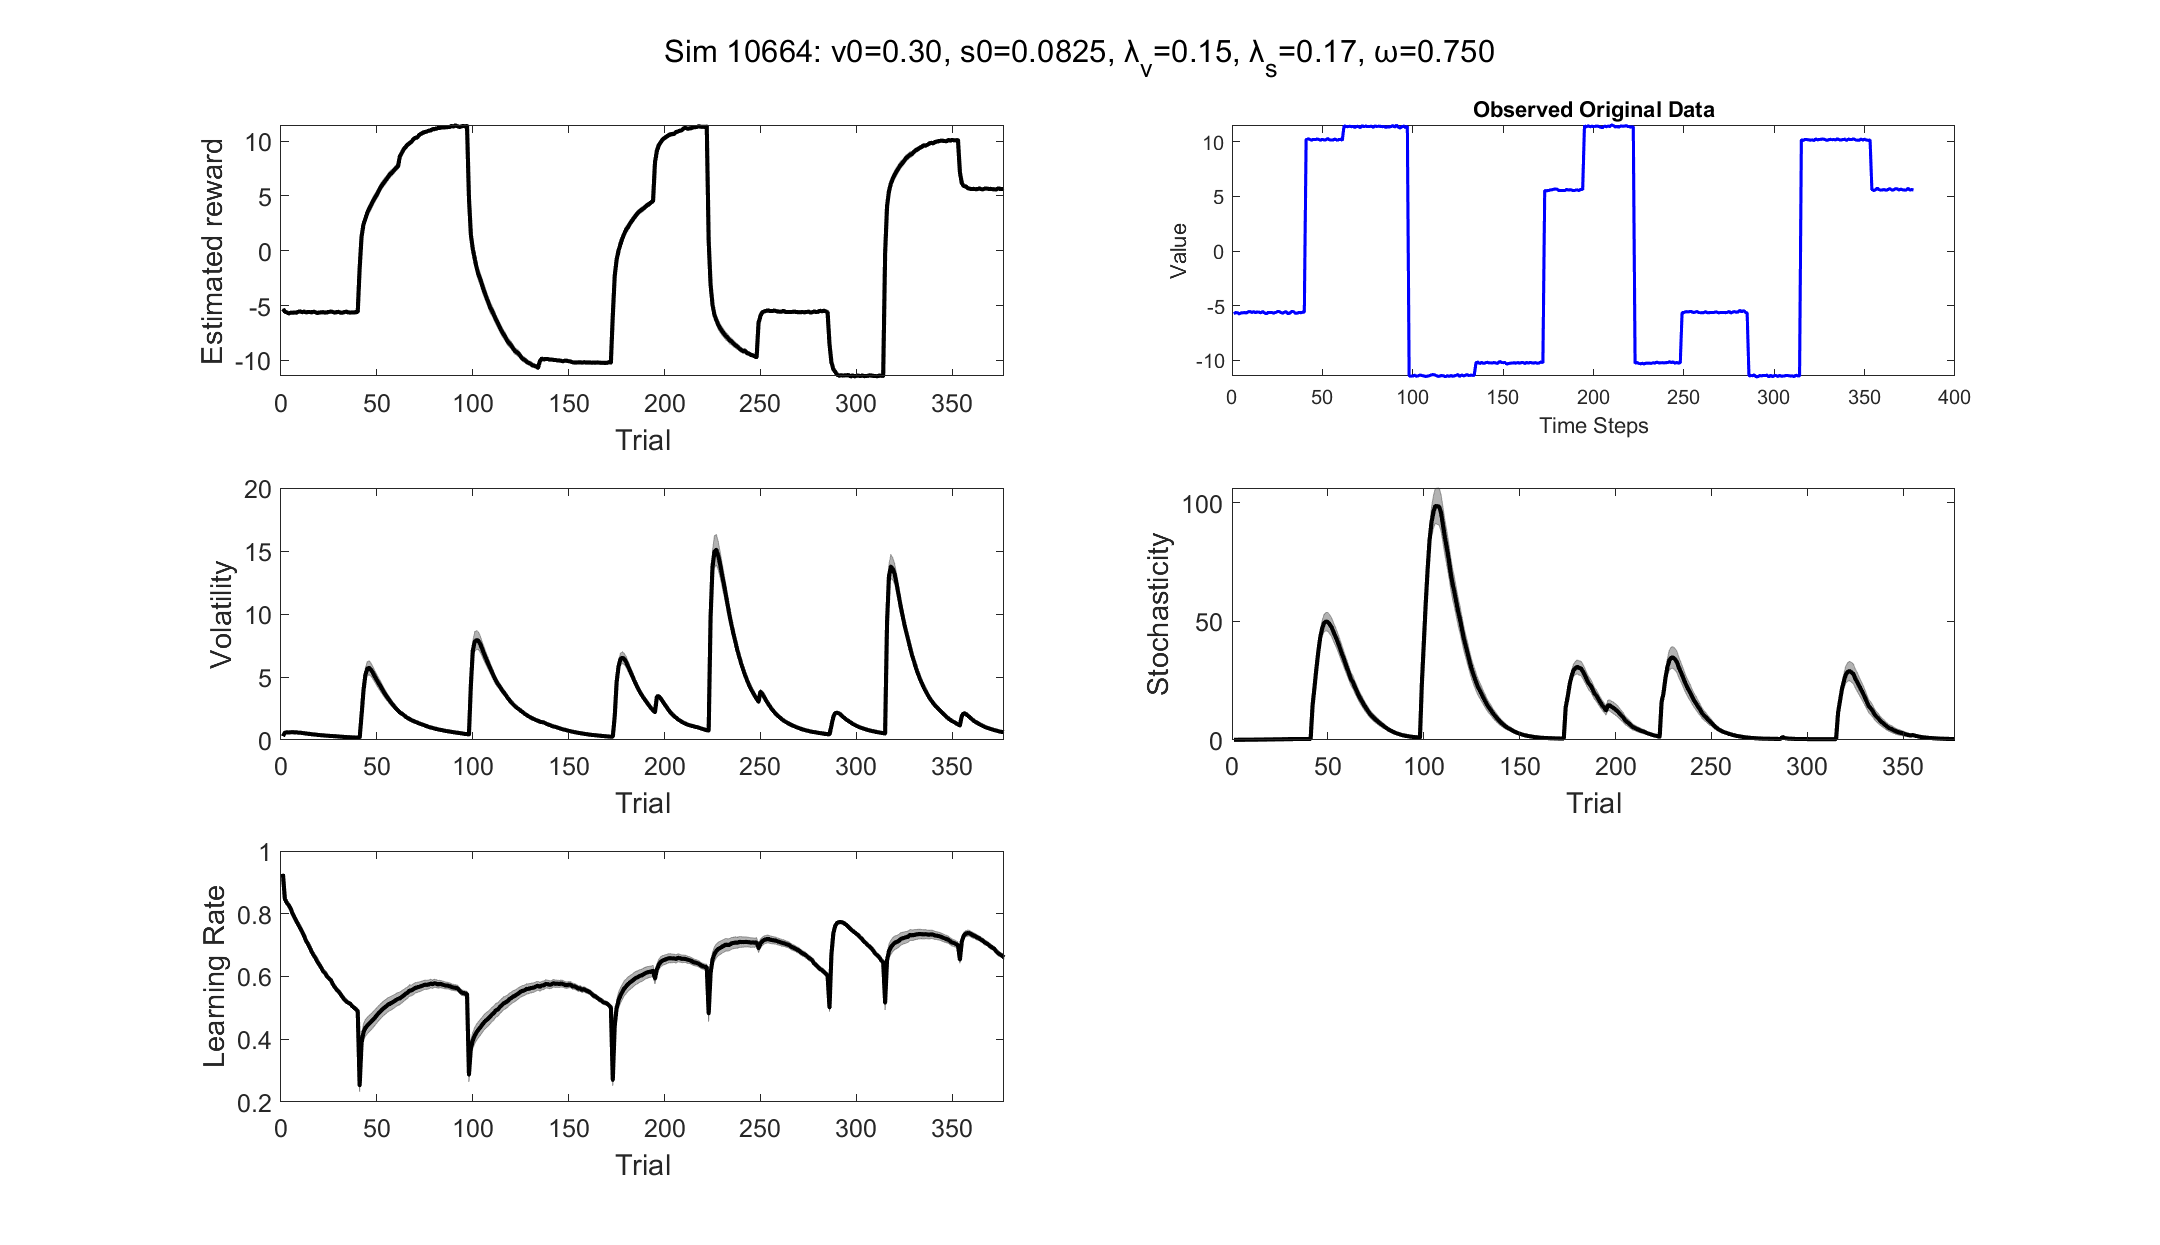 Sim 10664: v0=0.30, s0=0.0825, λ_v=0.15, λ_s=0.17, ω=0.750
Estimated reward
10
5
0
-5
-10
0 50 100 150 200 250 300 350
Trial
Observed Original Data
Value
10
5
0
-5
-10
0 50 100 150 200 250 300 350 400
Time Steps
Volatility
20
15
10
5
0
0 50 100 150 200 250 300 350
Trial
Stochasticity
100
50
0
0 50 100 150 200 250 300 350
Trial
Learning Rate
1
0.8
0.6
0.4
0.2
0 50 100 150 200 250 300 350
Trial